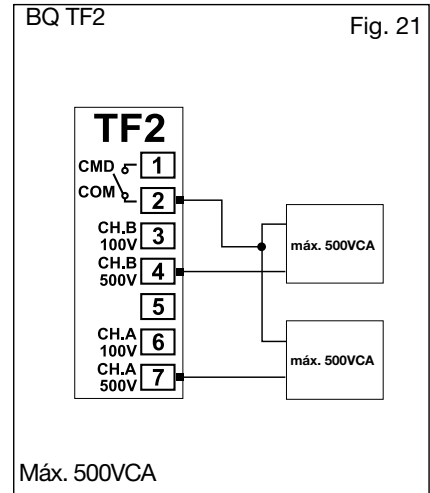 BQ TF2
Fig. 21
TF2
CMD 1
COM 2
CH.B
100V 3
CH.B
500V 4
5
CH.A
100V 6
CH.A
500V 7
máx. 500VCA
máx. 500VCA
Máx. 500VCA